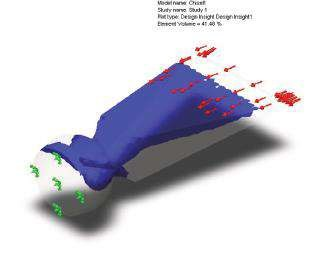 Model name: Chisel1
Study name: Study 1
Plot type: Design Insight Design Insight1
Element Volume = 41.48 %